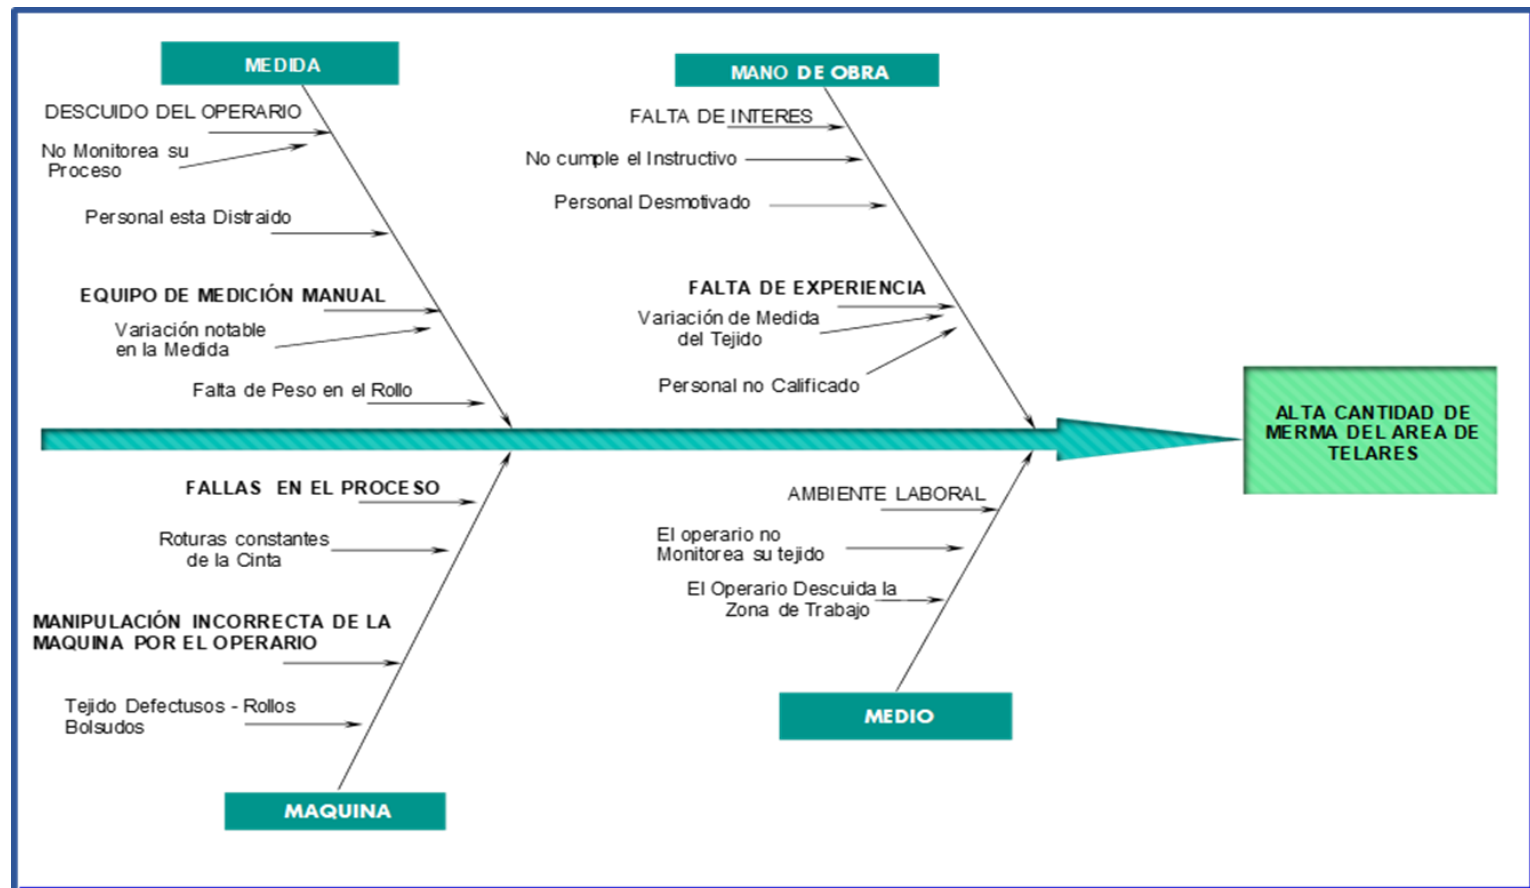 MEDIDA
DESCUIDO DEL OPERARIO
No Monitorea su
Proceso
Personal esta Distraido
EQUIPO DE MEDICIÓN MANUAL
Variación notable
en la Medida
Falta de Peso en el Rollo
MANO DE OBRA
FALTA DE INTERES
No cumple el Instructivo
Personal Desmotivado
FALTA DE EXPERIENCIA
Variación de Medida
del Tejido
Personal no Calificado
ALTA CANTIDAD DE
MERMA DEL AREA DE
TELARES
FALLAS EN EL PROCESO
Roturas constantes
de la Cinta
MANIPULACIÓN INCORRECTA DE LA
MAQUINA POR EL OPERARIO
Tejido Defectusos - Rollos
Bolsudos
MAQUINA
AMBIENTE LABORAL
El operario no
Monitorea su tejido
El Operario Descuida la
Zona de Trabajo
MEDIO